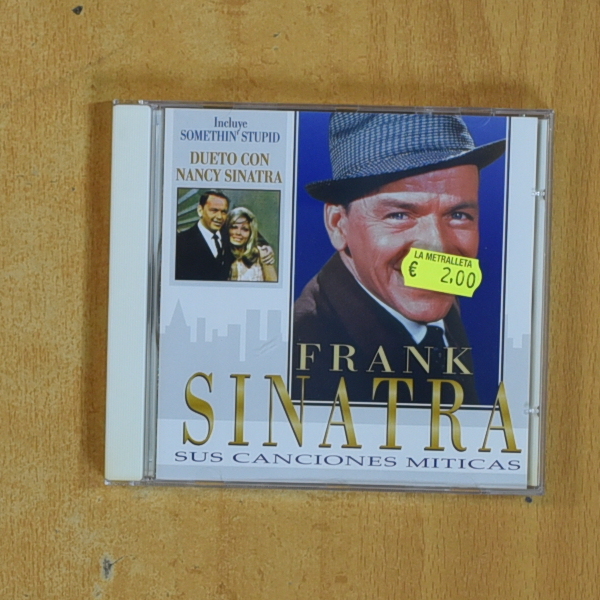 Incluye
SOMETHIN' STUPID
DUETO CON
NANCY SINATRA
LA METRALLETA
€ 2,00
FRANK
SINATRA
SUS CANCIONES MITICAS